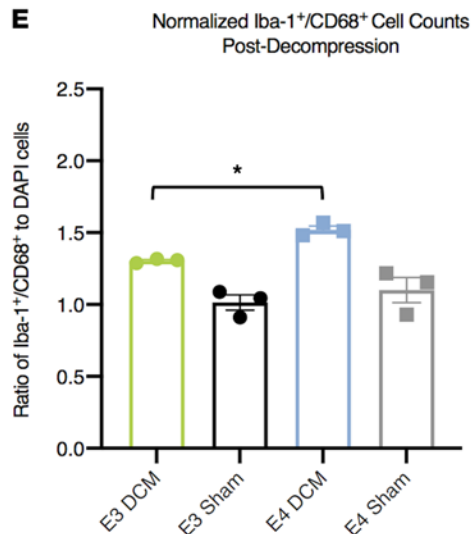 E
Normalized Iba-1⁺/CD68⁺ Cell Counts
Post-Decompression
Ratio of Iba-1⁺/CD68⁺ to DAPI cells
2.5
2.0
1.5
1.0
0.5
0.0
*
E3 DCM
E3 Sham
E4 DCM
E4 Sham